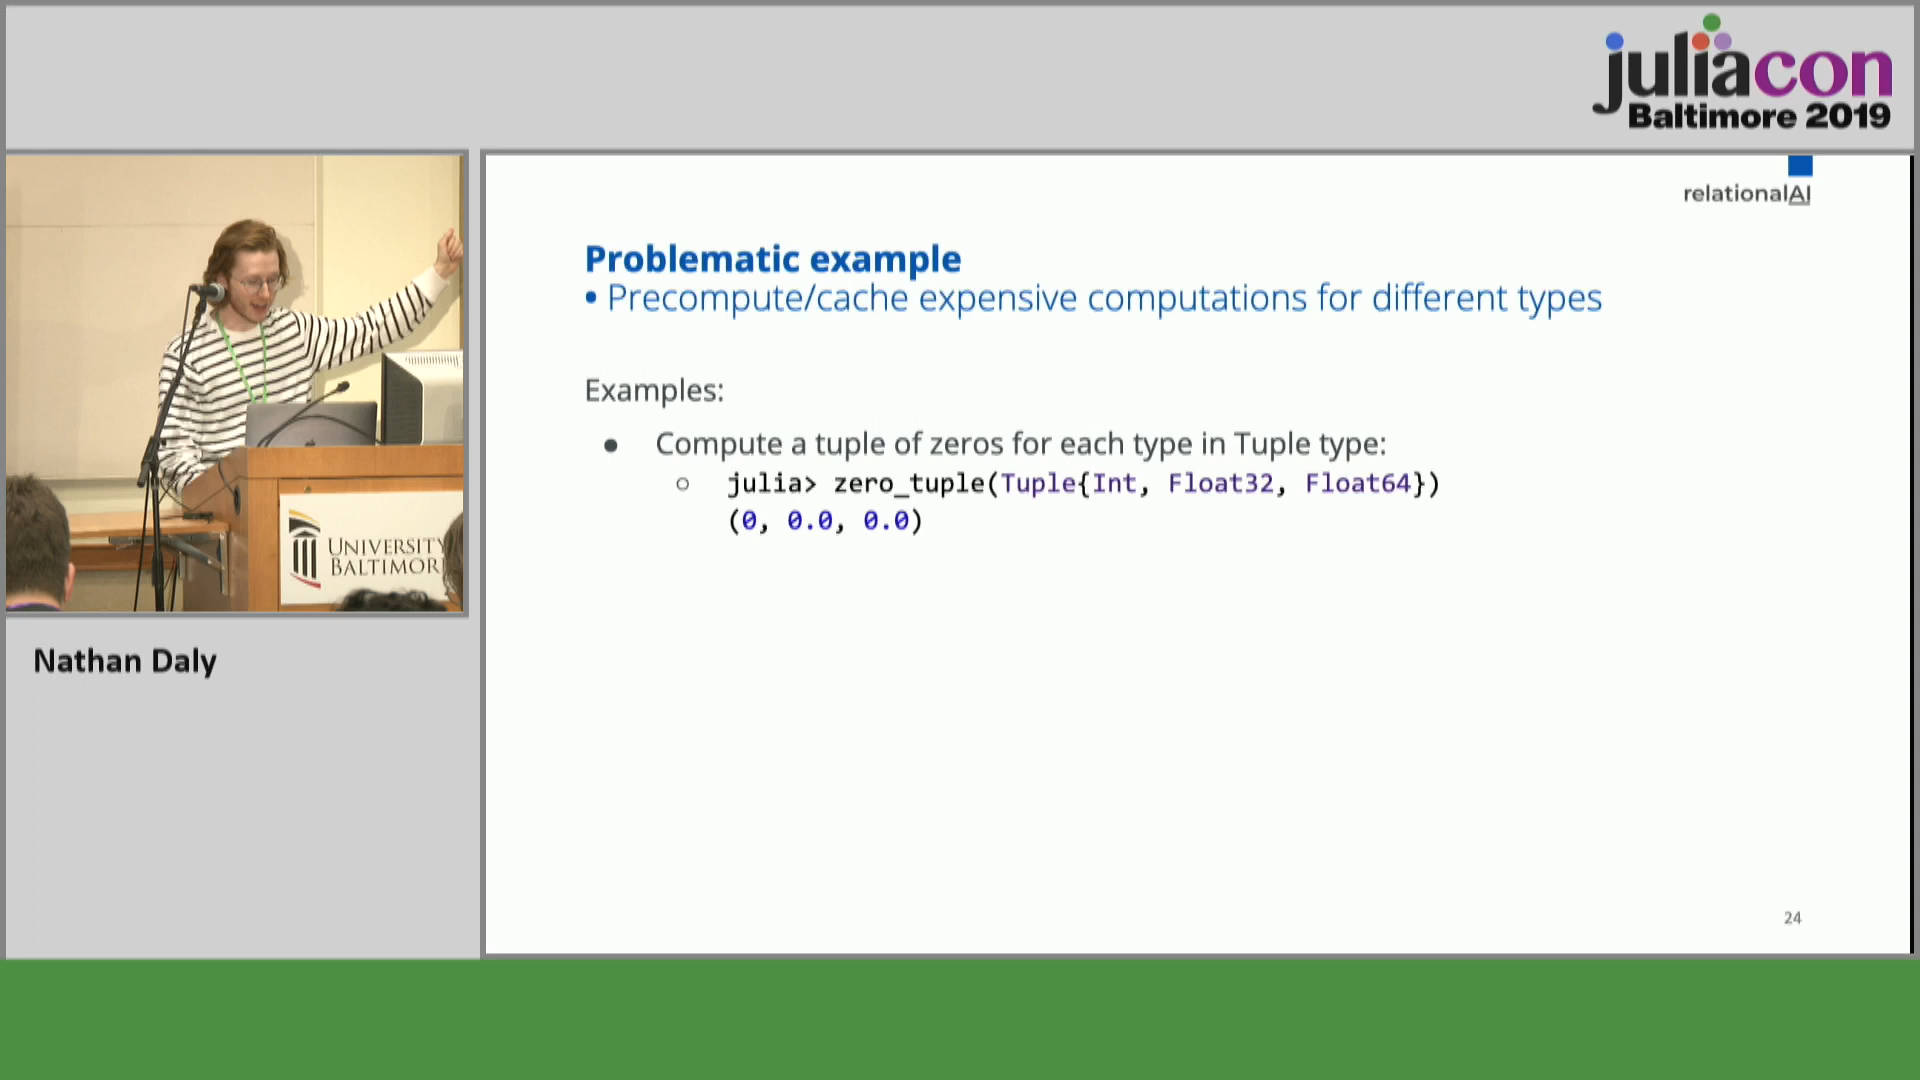 juliacon
Baltimore 2019
relationalAI
Problematic example
• Precompute/cache expensive computations for different types
Examples:
● Compute a tuple of zeros for each type in Tuple type:
○ julia> zero_tuple(Tuple{Int, Float32, Float64})
(0, 0.0, 0.0)
24
UNIVERSITY
BALTIMOR
Nathan Daly